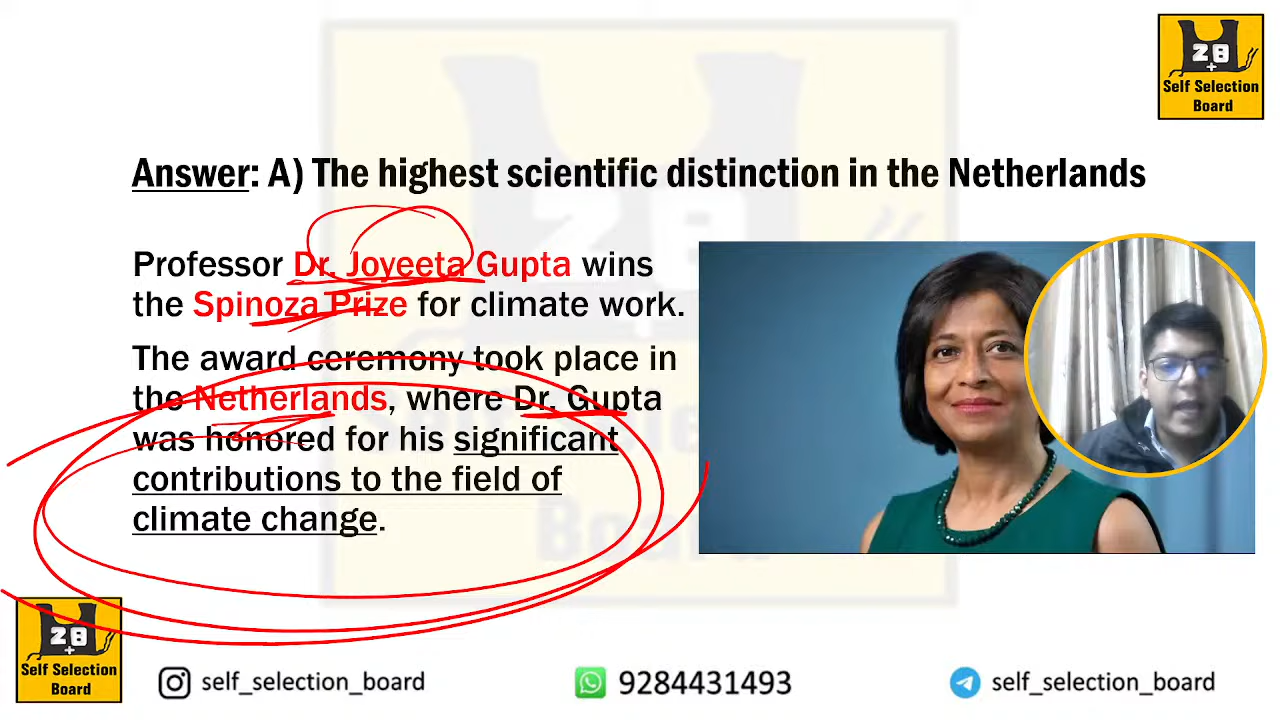 28
+
Self Selection
Board
Answer: A) The highest scientific distinction in the Netherlands
Professor Dr. Joyeeta Gupta wins
the Spinoza Prize for climate work.
The award ceremony took place in
the Netherlands, where Dr. Gupta
was honored for his significant
contributions to the field of
climate change.
28
+
Self Selection
Board
self_selection_board
9284431493
self_selection_board